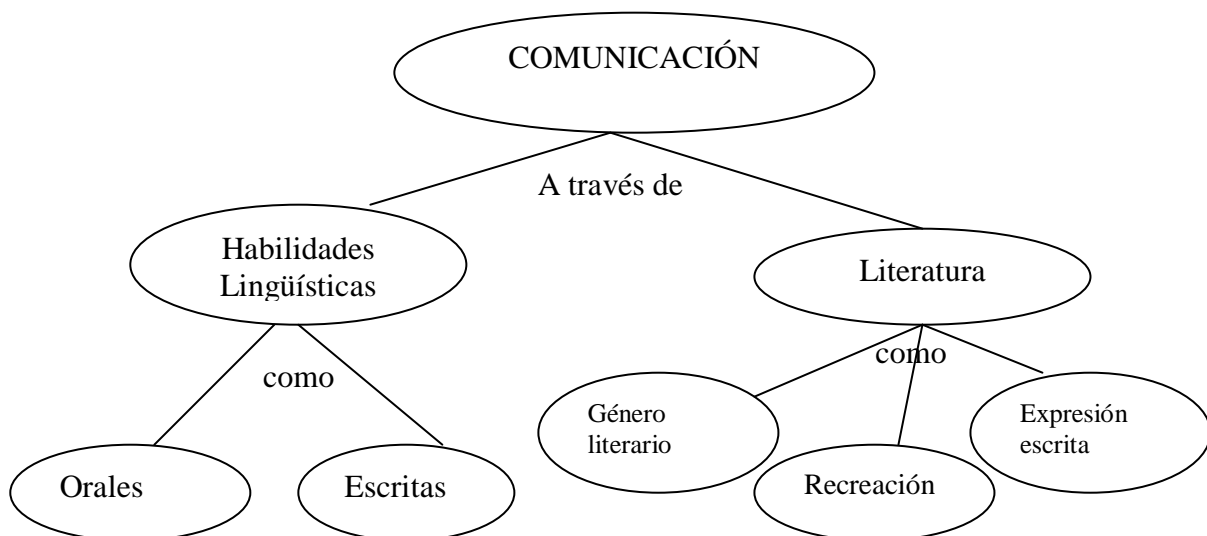 COMUNICACIÓN
A través de
Habilidades
Lingüísticas
Literatura
como
como
Género
literario
Expresión
escrita
Orales
Escritas
Recreación